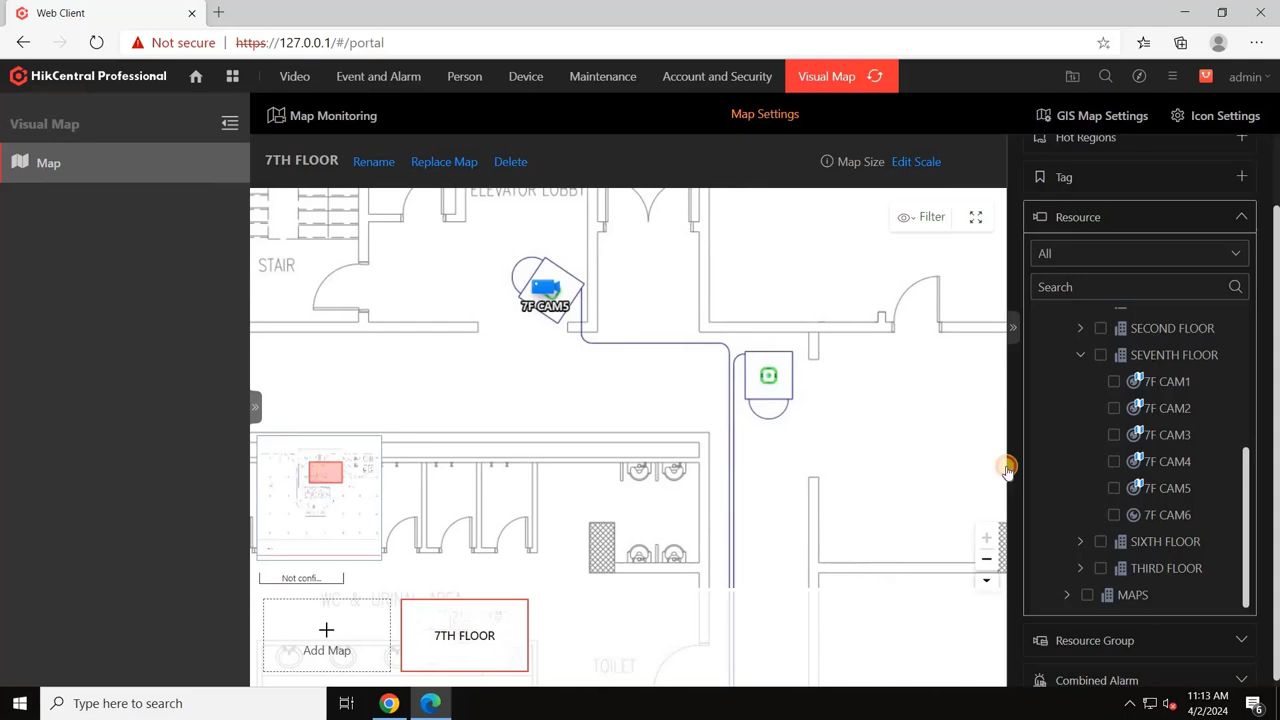 Web Client
Not secure
https://127.0.0.1/#/portal
HikCentral Professional
Video
Event and Alarm
Person
Device
Maintenance
Account and Security
Visual Map
admin
Visual Map
Map Monitoring
Map Settings
GIS Map Settings
Icon Settings
Map
7TH FLOOR
Rename
Replace Map
Delete
Map Size
Edit Scale
Hot Regions
Tag
Resource
All
Search
ELEVATOR LOBBY
STAIR
Filter
7F CAM5
SECOND FLOOR
SEVENTH FLOOR
7F CAM1
7F CAM2
7F CAM3
7F CAM4
7F CAM5
7F CAM6
SIXTH FLOOR
THIRD FLOOR
MAPS
Not confi...
WC & URINAL AREA
Add Map
7TH FLOOR
TOILET
Resource Group
Combined Alarm
Type here to search
11:13 AM
4/2/2024
6